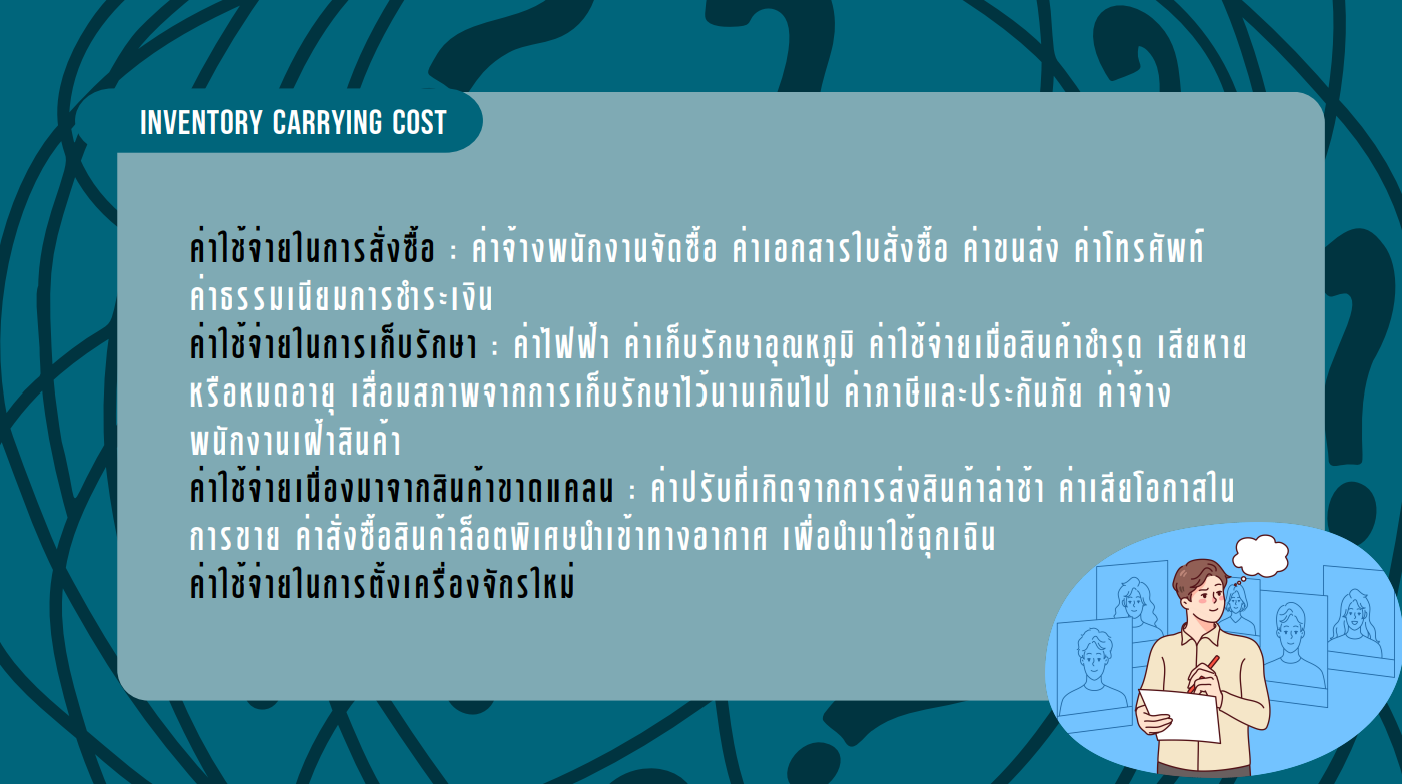 INVENTORY CARRYING COST
ค่าใช้จ่ายในการสั่งซื้อ : ค่าจ้างพนักงานจัดซื้อ ค่าเอกสารใบสั่งซื้อ ค่าขนส่ง ค่าโทรศัพท์
ค่าธรรมเนียมการชำระเงิน
ค่าใช้จ่ายในการเก็บรักษา : ค่าไฟฟ้า ค่าเก็บรักษาอุณหภูมิ ค่าใช้จ่ายเมื่อสินค้าชำรุด เสียหาย
หรือหมดอายุ เสื่อมสภาพจากการเก็บรักษาไว้นานเกินไป ค่าภาษีและประกันภัย ค่าจ้าง
พนักงานเฝ้าสินค้า
ค่าใช้จ่ายเนื่องมาจากสินค้าขาดแคลน : ค่าปรับที่เกิดจากการส่งสินค้าล่าช้า ค่าเสียโอกาสใน
การขาย ค่าสั่งซื้อสินค้าล็อตพิเศษนำเข้าทางอากาศ เพื่อนำมาใช้ฉุกเฉิน
ค่าใช้จ่ายในการตั้งเครื่องจักรใหม่